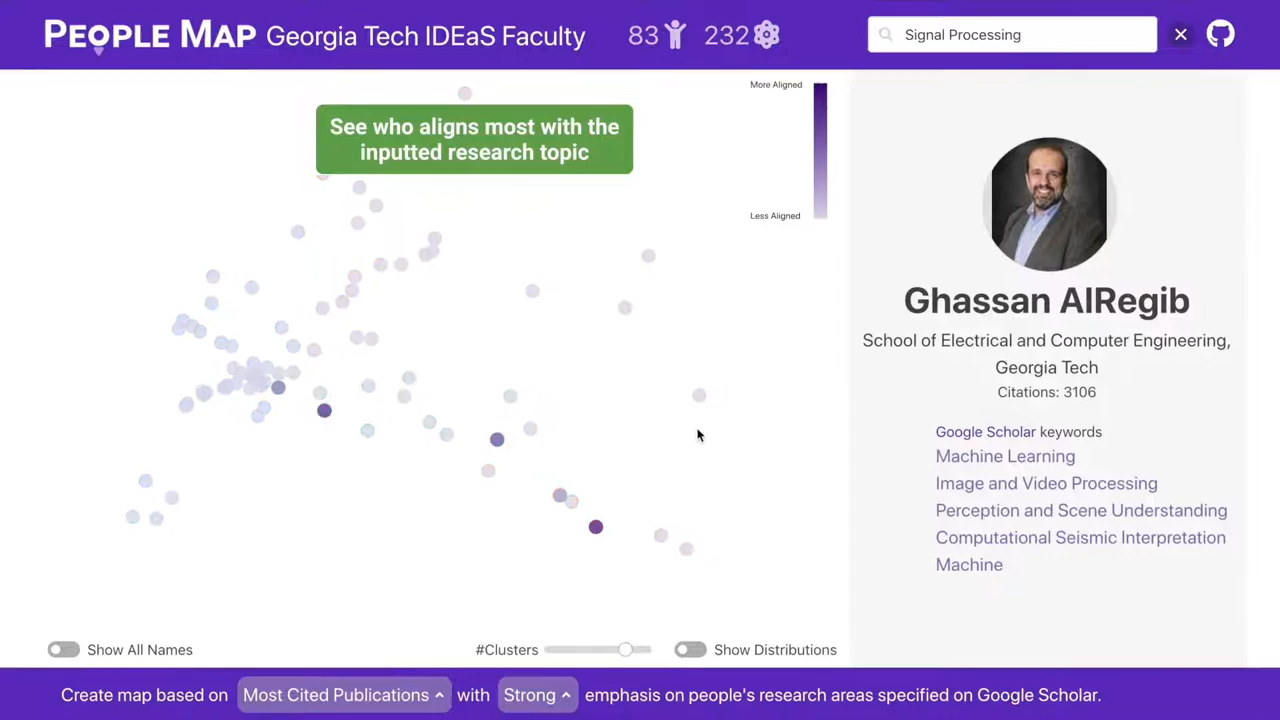 PEOPLE MAP Georgia Tech IDEaS Faculty 83 232 Signal Processing
More Aligned
See who aligns most with the
inputted research topic
Less Aligned
Ghassan AlRegib
School of Electrical and Computer Engineering,
Georgia Tech
Citations: 3106
Google Scholar keywords
Machine Learning
Image and Video Processing
Perception and Scene Understanding
Computational Seismic Interpretation
Machine
Show All Names #Clusters Show Distributions
Create map based on Most Cited Publications with Strong emphasis on people's research areas specified on Google Scholar.